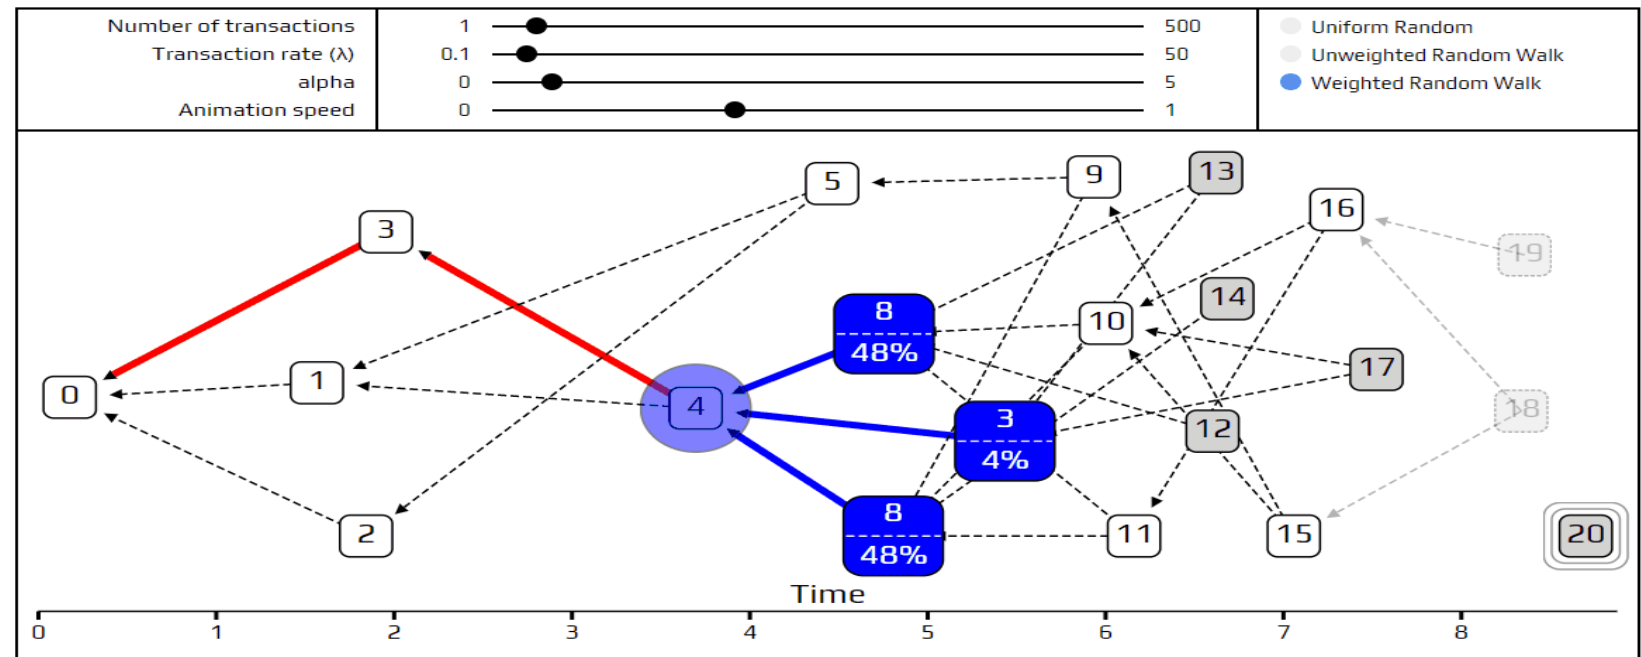 Number of transactions 1 500
Transaction rate (λ) 0.1 50
alpha 0 5
Animation speed 0 1
Uniform Random
Unweighted Random Walk
Weighted Random Walk
13
9
5
16
3
19
14
8
48%
10
17
1
0
4
3
4%
18
12
8
48%
2
11
15
20
Time
0 1 2 3 4 5 6 7 8